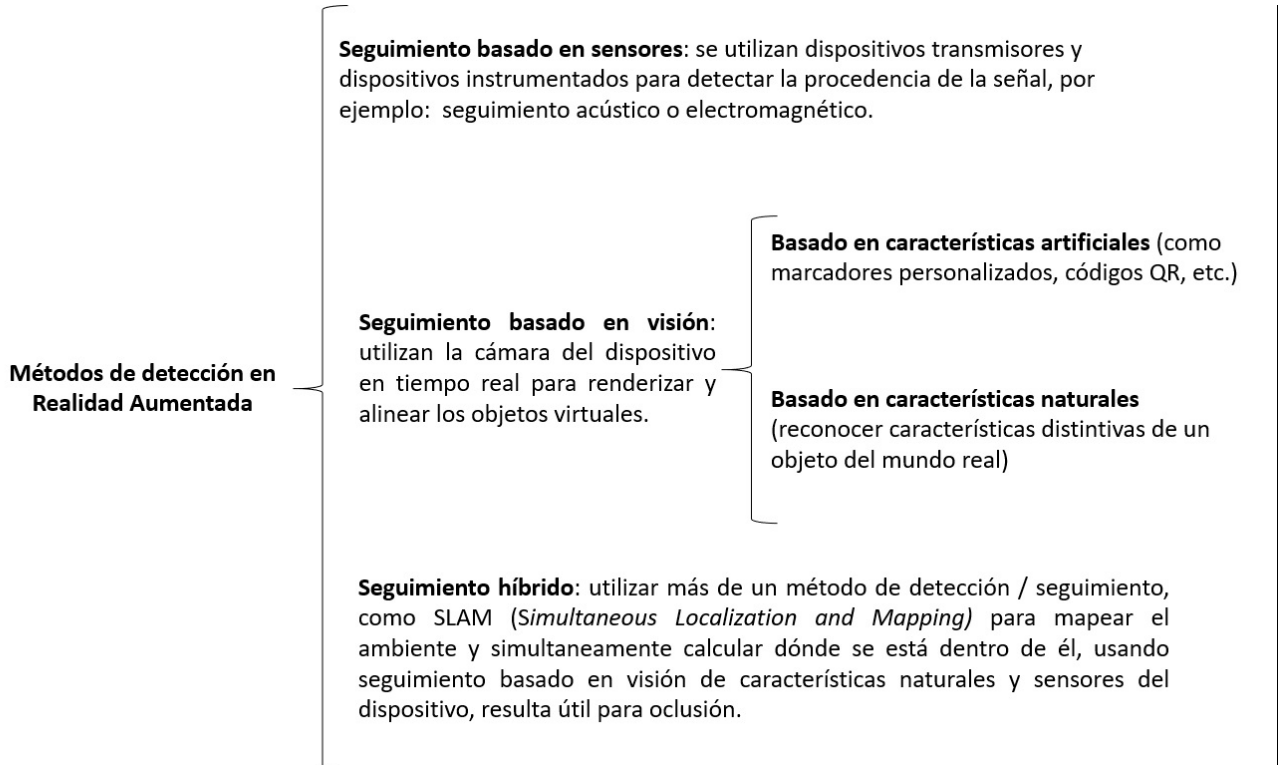 Seguimiento basado en sensores: se utilizan dispositivos transmisores y
dispositivos instrumentados para detectar la procedencia de la señal, por
ejemplo: seguimiento acústico o electromagnético.
Métodos de detección en
Realidad Aumentada
Seguimiento basado en visión:
utilizan la cámara del dispositivo
en tiempo real para renderizar y
alinear los objetos virtuales.
Basado en características artificiales (como
marcadores personalizados, códigos QR, etc.)
Basado en características naturales
(reconocer características distintivas de un
objeto del mundo real)
Seguimiento híbrido: utilizar más de un método de detección / seguimiento,
como SLAM (Simultaneous Localization and Mapping) para mapear el
ambiente y simultaneamente calcular dónde se está dentro de él, usando
seguimiento basado en visión de características naturales y sensores del
dispositivo, resulta útil para oclusión.